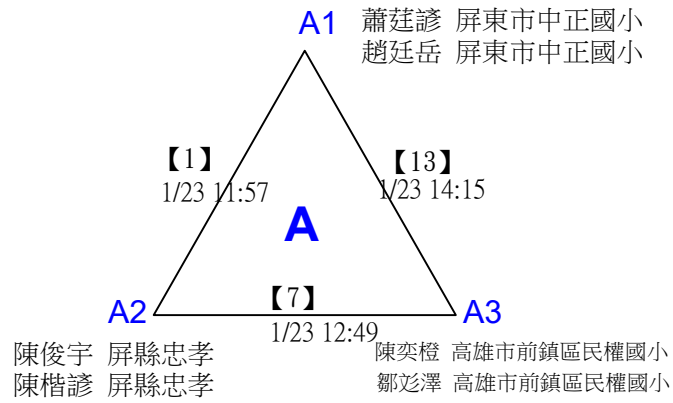 A1 蕭莛諺 屏東市中正國小
趙廷岳 屏東市中正國小
【1】
1/23 11:57
【13】
1/23 14:15
A
A2
【7】
1/23 12:49
A3
陳俊宇 屏縣忠孝
陳楷諺 屏縣忠孝
陳奕橙 高雄市前鎮區民權國小
鄒彣澤 高雄市前鎮區民權國小